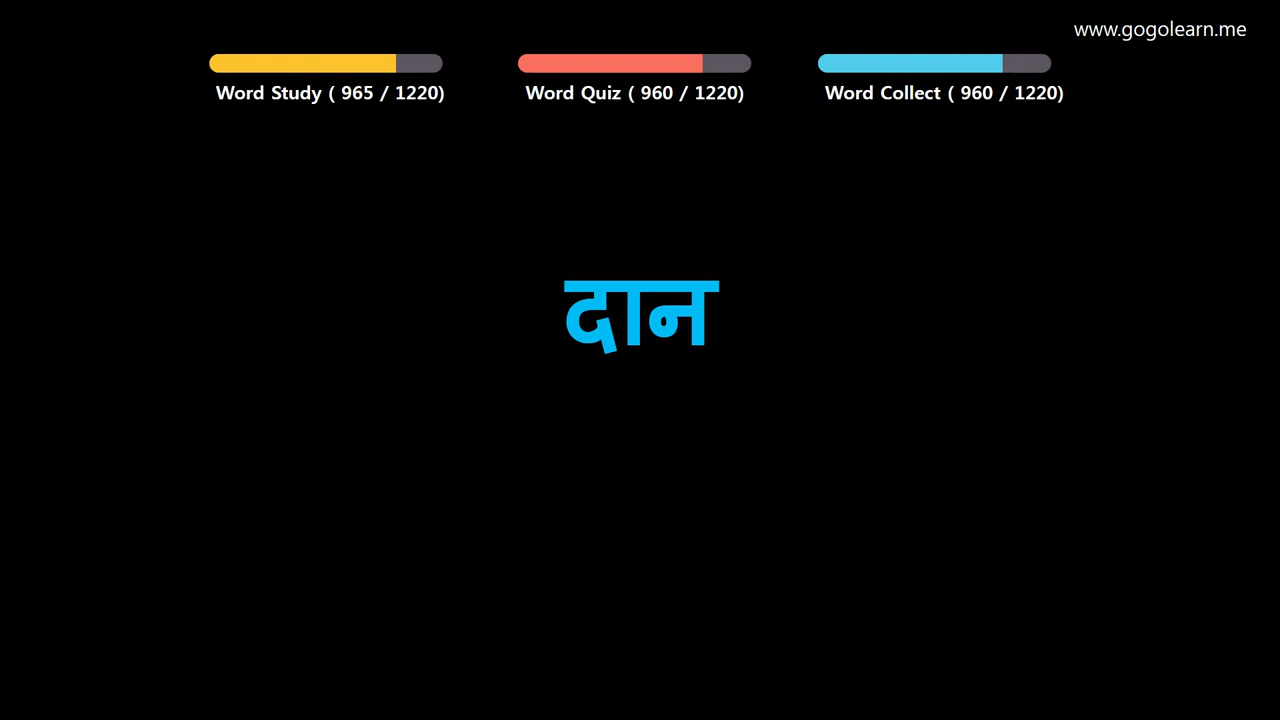 www.gogolearn.me
Word Study ( 965 / 1220) Word Quiz ( 960 / 1220) Word Collect ( 960 / 1220)
दान